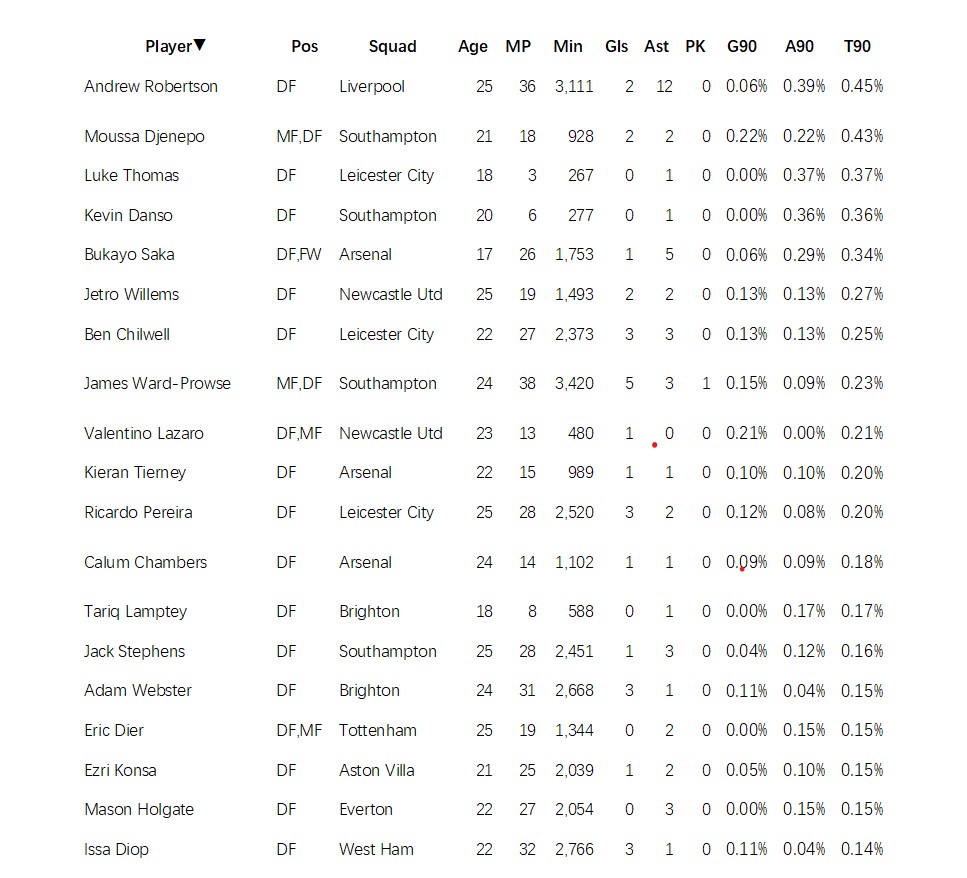 Player▼ Pos Squad Age MP Min Gls Ast PK G90 A90 T90
Andrew Robertson DF Liverpool 25 36 3,111 2 12 0 0.06% 0.39% 0.45%
Moussa Djenepo MF,DF Southampton 21 18 928 2 2 0 0.22% 0.22% 0.43%
Luke Thomas DF Leicester City 18 3 267 0 1 0 0.00% 0.37% 0.37%
Kevin Danso DF Southampton 20 6 277 0 1 0 0.00% 0.36% 0.36%
Bukayo Saka DF,FW Arsenal 17 26 1,753 1 5 0 0.06% 0.29% 0.34%
Jetro Willems DF Newcastle Utd 25 19 1,493 2 2 0 0.13% 0.13% 0.27%
Ben Chilwell DF Leicester City 22 27 2,373 3 3 0 0.13% 0.13% 0.25%
James Ward-Prowse MF,DF Southampton 24 38 3,420 5 3 1 0.15% 0.09% 0.23%
Valentino Lazaro DF,MF Newcastle Utd 23 13 480 1 0 0 0.21% 0.00% 0.21%
Kieran Tierney DF Arsenal 22 15 989 1 1 0 0.10% 0.10% 0.20%
Ricardo Pereira DF Leicester City 25 28 2,520 3 2 0 0.12% 0.08% 0.20%
Calum Chambers DF Arsenal 24 14 1,102 1 1 0 0.09% 0.09% 0.18%
Tariq Lamptey DF Brighton 18 8 588 0 1 0 0.00% 0.17% 0.17%
Jack Stephens DF Southampton 25 28 2,451 1 3 0 0.04% 0.12% 0.16%
Adam Webster DF Brighton 24 31 2,668 3 1 0 0.11% 0.04% 0.15%
Eric Dier DF,MF Tottenham 25 19 1,344 0 2 0 0.00% 0.15% 0.15%
Ezri Konsa DF Aston Villa 21 25 2,039 1 2 0 0.05% 0.10% 0.15%
Mason Holgate DF Everton 22 27 2,054 0 3 0 0.00% 0.15% 0.15%
Issa Diop DF West Ham 22 32 2,766 3 1 0 0.11% 0.04% 0.14%